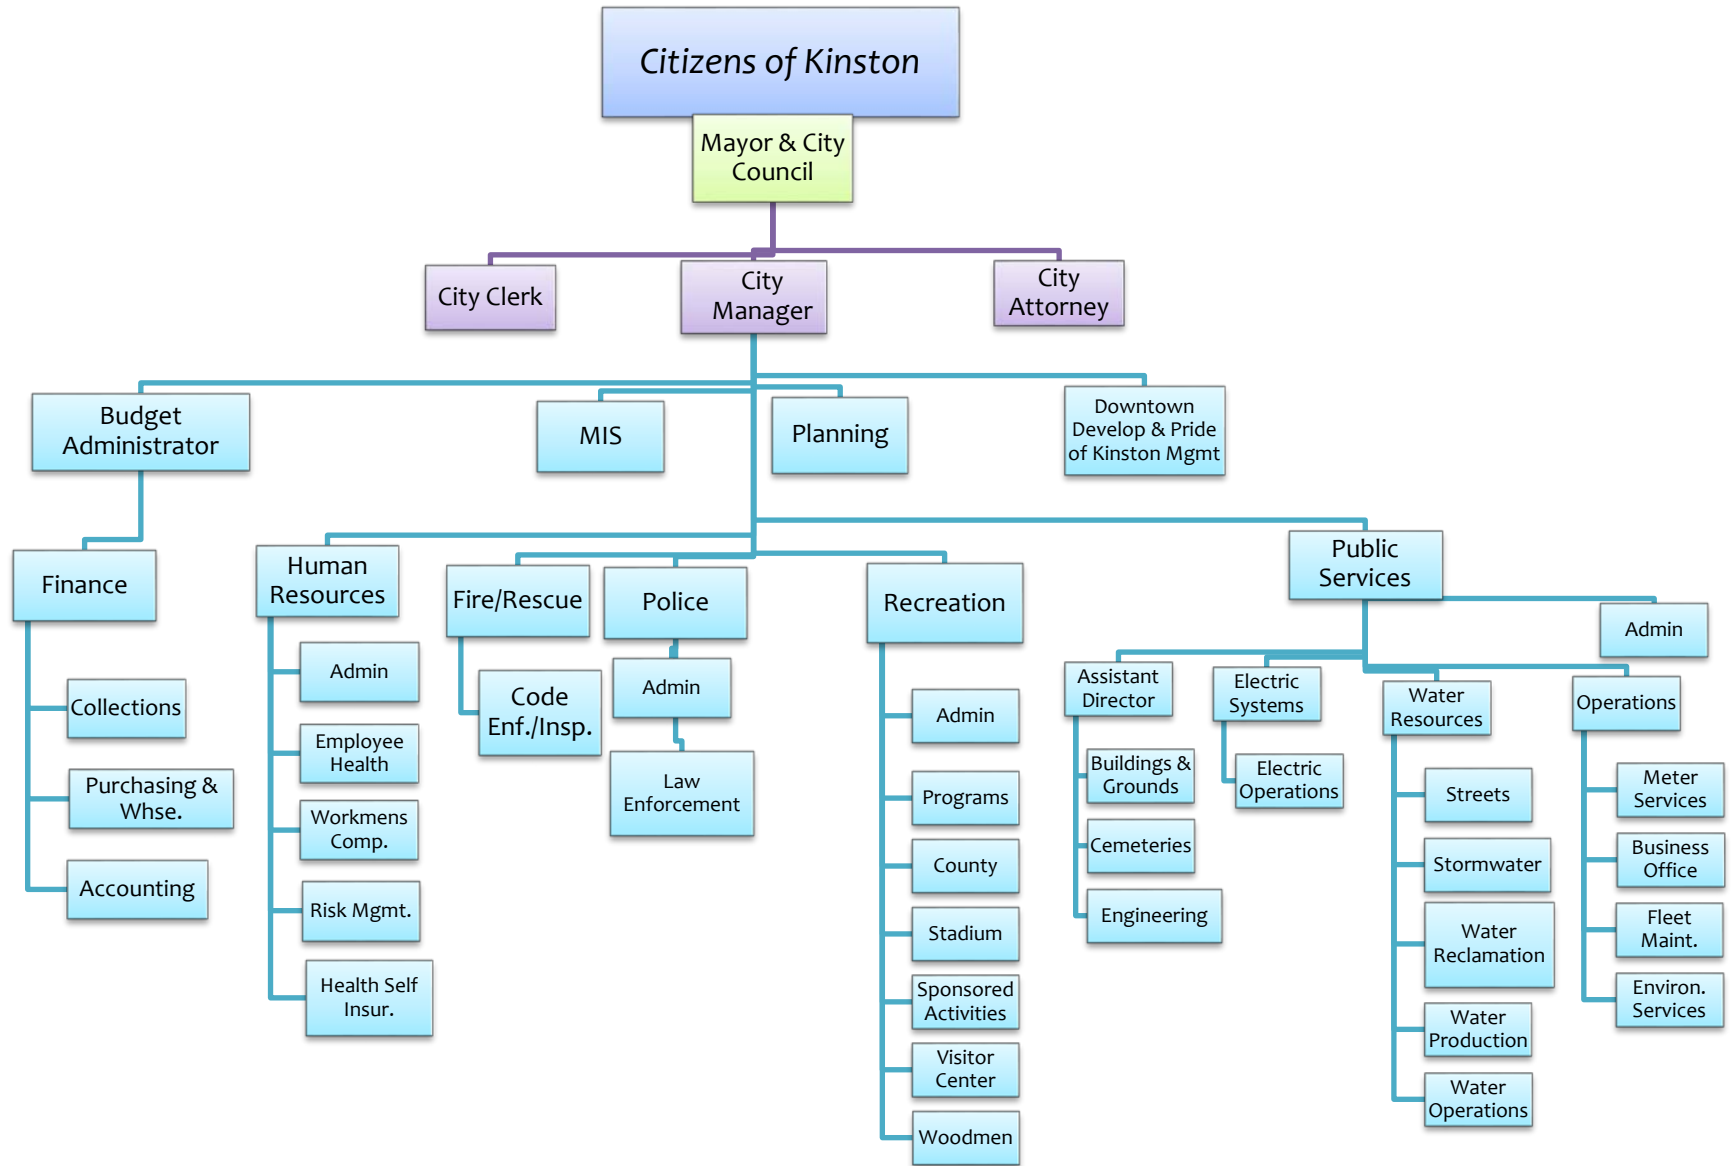 Citizens of Kinston
Mayor & City
Council
City Clerk
City
Manager
City
Attorney
Budget
Administrator
MIS
Planning
Downtown
Develop & Pride
of Kinston Mgmt
Finance
Collections
Purchasing &
Whse.
Accounting
Human
Resources
Admin
Employee
Health
Workmens
Comp.
Risk Mgmt.
Health Self
Insur.
Fire/Rescue
Code
Enf./Insp.
Police
Admin
Law
Enforcement
Recreation
Admin
Programs
County
Stadium
Sponsored
Activities
Visitor
Center
Woodmen
Public
Services
Admin
Assistant
Director
Buildings &
Grounds
Cemeteries
Engineering
Electric
Systems
Electric
Operations
Water
Resources
Streets
Stormwater
Water
Reclamation
Water
Production
Water
Operations
Operations
Meter
Services
Business
Office
Fleet
Maint.
Environ.
Services